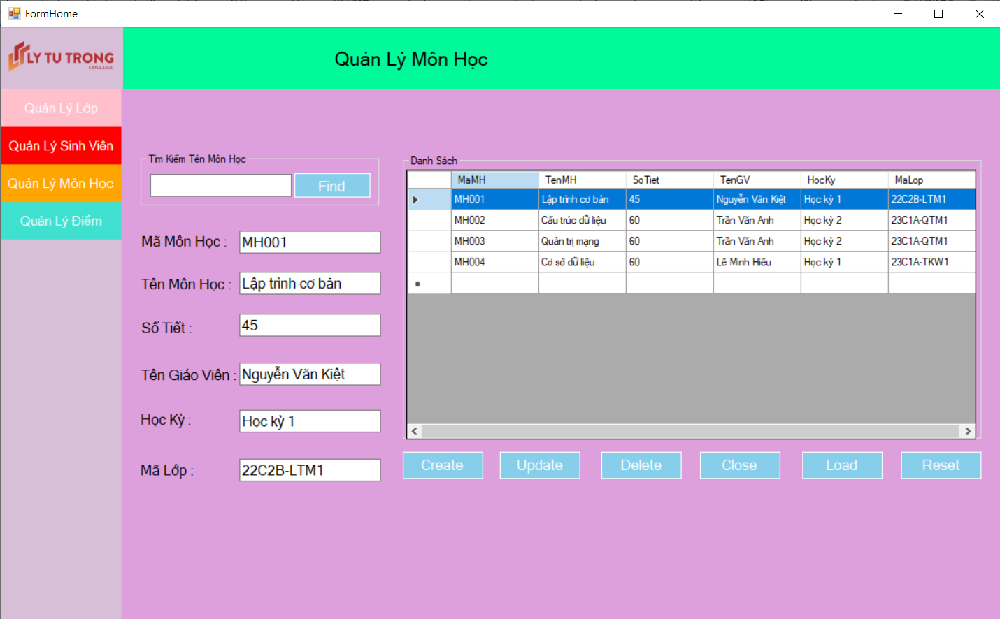 FormHome
LY TU TRONG
COLLEGE
Quản Lý Môn Học
Quản Lý Lớp
Quản Lý Sinh Viên
Quản Lý Môn Học
Quản Lý Điểm
Tìm Kiếm Tên Môn Học
Find
Mã Môn Học : MH001
Tên Môn Học : Lập trình cơ bản
Số Tiết : 45
Tên Giáo Viên : Nguyễn Văn Kiệt
Học Kỳ : Học kỳ 1
Mã Lớp : 22C2B-LTM1
Danh Sách
MaMH TenMH SoTiet TenGV HocKy MaLop
MH001 Lập trình cơ bản 45 Nguyễn Văn Kiệt Học kỳ 1 22C2B-LTM1
MH002 Cấu trúc dữ liệu 60 Trần Văn Anh Học kỳ 2 23C1A-QTM1
MH003 Quản trị mạng 60 Trần Văn Anh Học kỳ 2 23C1A-QTM1
MH004 Cơ sở dữ liệu 60 Lê Minh Hiếu Học kỳ 1 23C1A-TKW1
Create Update Delete Close Load Reset